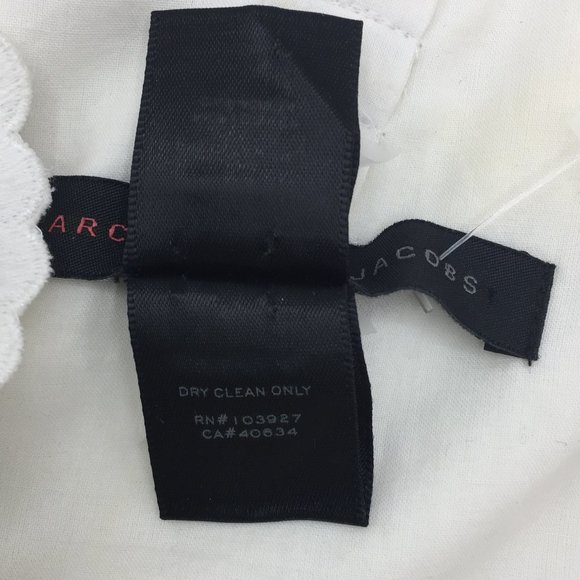 ARC
JACOBS
DRY CLEAN ONLY
RN#103927
CA#40634